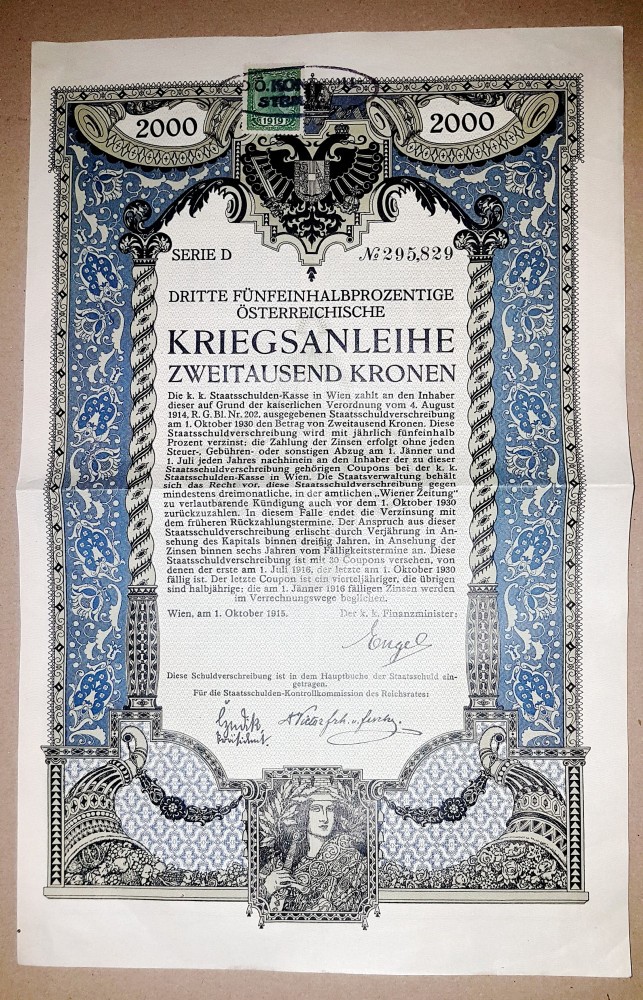 Ö. KON
STEM
1919
2000
2000
SERIE D
№ 295,829
DRITTE FÜNFEINHALBPROZENTIGE
ÖSTERREICHISCHE
KRIEGSANLEIHE
ZWEITAUSEND KRONEN
Die k. k. Staatsschulden-Kasse in Wien zahlt an den Inhaber
dieser auf Grund der kaiserlichen Verordnung vom 4. August
1914, R. G. Bl. Nr. 202, ausgegebenen Staatsschuldverschreibung
am 1. Oktober 1930 den Betrag von Zweitausend Kronen. Diese
Staatsschuldverschreibung wird mit jährlich fünfeinhalb
Prozent verzinst; die Zahlung der Zinsen erfolgt ohne jeden
Steuer-, Gebühren- oder sonstigen Abzug am 1. Jänner und
1. Juli jeden Jahres nachhinein an den Inhaber der zu dieser
Staatsschuldverschreibung gehörigen Coupons bei der k. k.
Staatsschulden-Kasse in Wien. Die Staatsverwaltung behält
sich das Recht vor, diese Staatsschuldverschreibung gegen
mindestens dreimonatliche, in der amtlichen „Wiener Zeitung“
zu verlautbarende Kündigung auch vor dem 1. Oktober 1930
zurückzuzahlen. In diesem Falle endet die Verzinsung mit
dem früheren Rückzahlungstermine. Der Anspruch aus dieser
Staatsschuldverschreibung erlischt durch Verjährung in An-
sehung des Kapitals binnen dreißig Jahren, in Ansehung der
Zinsen binnen sechs Jahren vom Fälligkeitstermine an. Diese
Staatsschuldverschreibung ist mit 30 Coupons versehen, von
denen der erste am 1. Juli 1916, der letzte am 1. Oktober 1930
fällig ist. Der letzte Coupon ist ein vierteljähriger, die übrigen
sind halbjährige; die am 1. Jänner 1916 fälligen Zinsen werden
im Verrechnungswege beglichen.
Wien, am 1. Oktober 1915.
Der k. k. Finanzminister:
Engel
Diese Schuldverschreibung ist in dem Hauptbuche der Staatsschuld ein-
getragen.
Für die Staatsschulden-Kontrollkommission des Reichsrates:
Präsident.